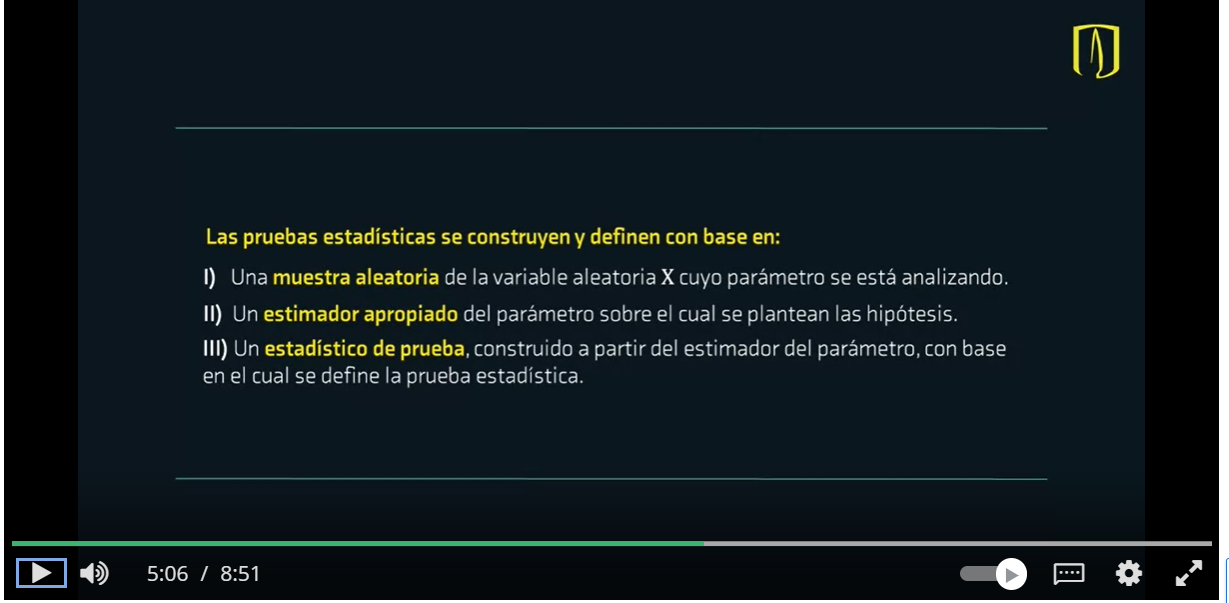 Las pruebas estadísticas se construyen y definen con base en:
I) Una muestra aleatoria de la variable aleatoria X cuyo parámetro se está analizando.
II) Un estimador apropiado del parámetro sobre el cual se plantean las hipótesis.
III) Un estadístico de prueba, construido a partir del estimador del parámetro, con base
en el cual se define la prueba estadística.
5:06 / 8:51